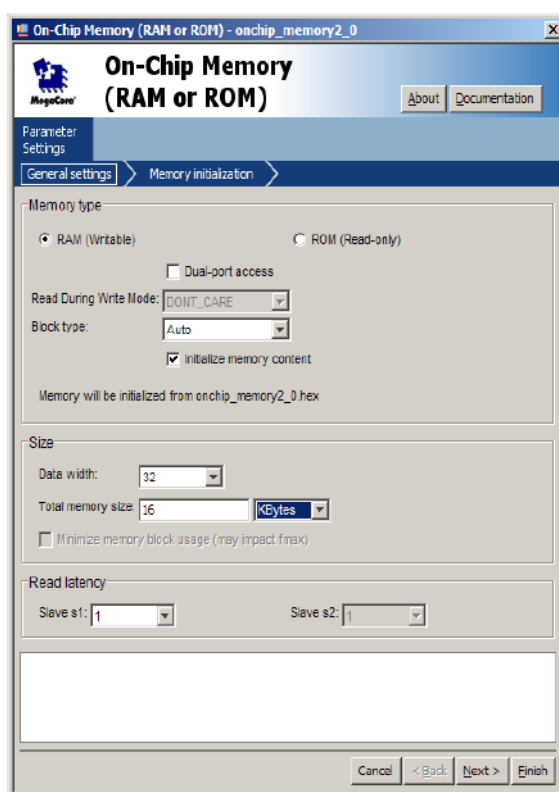 On-Chip Memory (RAM or ROM) - onchip_memory2_0
MegaCore'
On-Chip Memory
(RAM or ROM)
About
Documentation
Parameter
Settings
General settings
Memory initialization
Memory type
RAM (Writable)
ROM (Read-only)
Dual-port access
Read During Write Mode: DONT_CARE
Block type: Auto
Initialize memory content
Memory will be initialized from onchip_memory2_0.hex
Size
Data width: 32
Total memory size: 16 KBytes
Minimize memory block usage (may impact fmax)
Read latency
Slave s1: 1
Slave s2: 1
Cancel
< Back
Next >
Finish